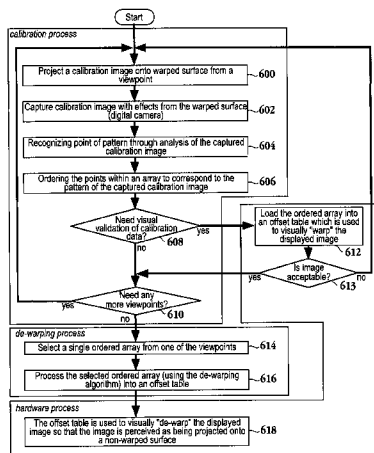 Start
calibration process
Project a calibration image onto warped surface from a
viewpoint
600
Capture calibration image with effects from the warped surface
(digital camera)
602
Recognizing point of pattern through analysis of the captured
calibration image
604
Ordering the points within an array to correspond to the
pattern of the captured calibration image
606
Need visual
validation of calibration
data?
608
yes
no
Load the ordered array into
an offset table which is used
to visually "warp" the
displayed image
612
Is image
acceptable?
613
yes
no
Need any
more viewpoints?
610
yes
no
de-warping process
Select a single ordered array from one of the viewpoints
614
Process the selected ordered array (using the de-warping
algorithm) into an offset table
616
hardware process
The offset table is used to visually "de-warp" the displayed
image so that the image is perceived as being projected onto
a non-warped surface
618